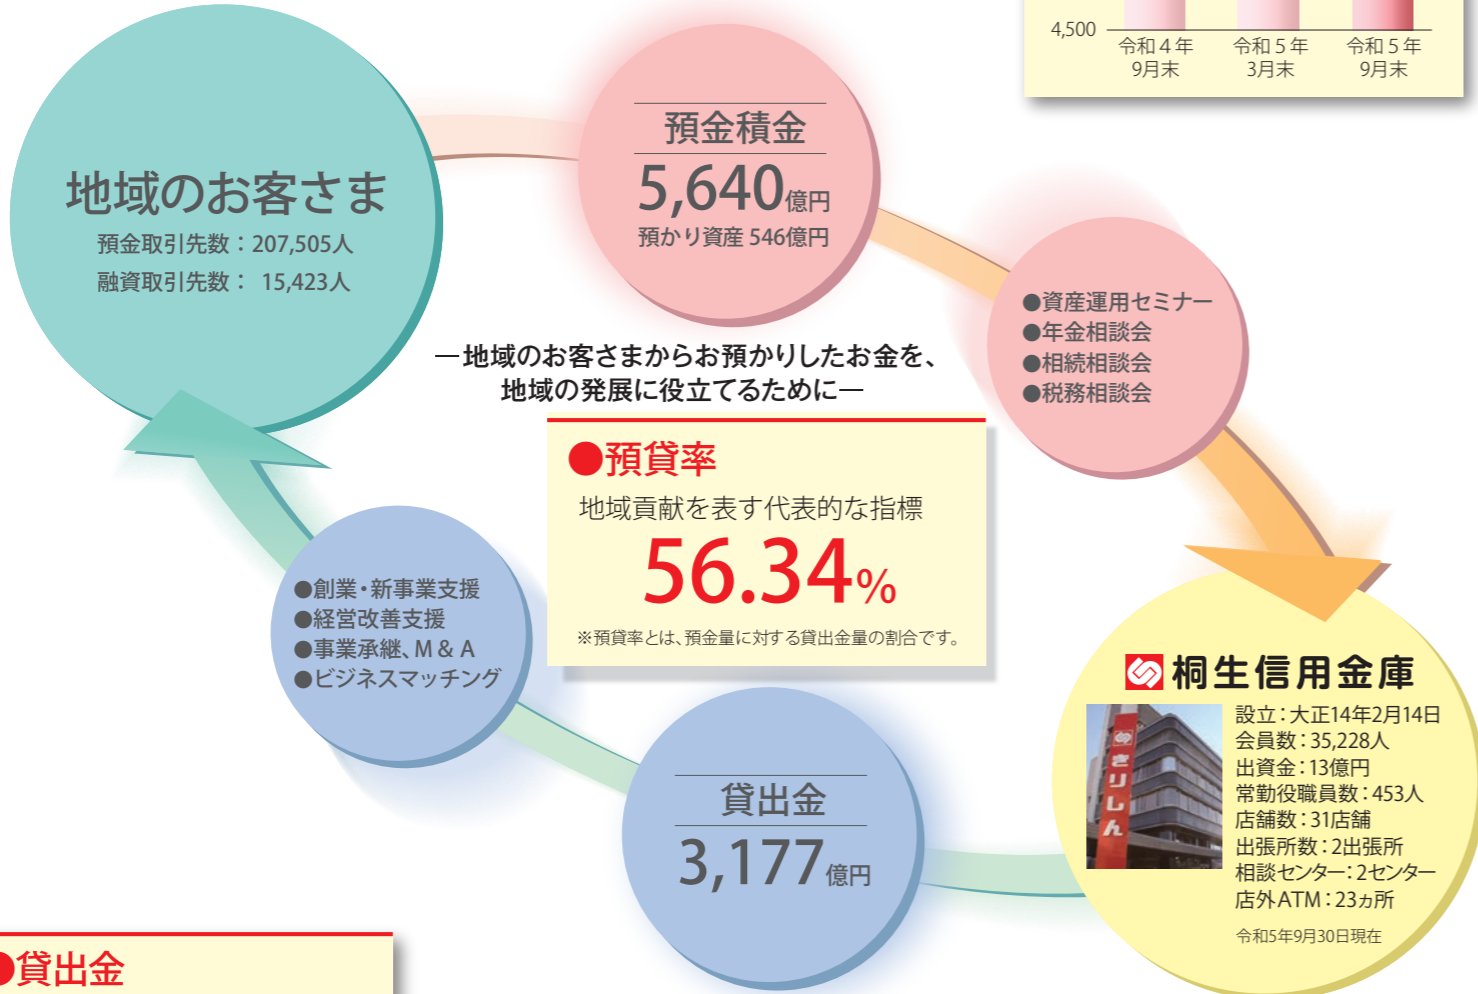 4,500
令和4年
9月末
令和5年
3月末
令和5年
9月末
地域のお客さま
預金取引先数：207,505人
融資取引先数： 15,423人
預金積金
5,640億円
預かり資産 546億円
●資産運用セミナー
●年金相談会
●相続相談会
●税務相談会
―地域のお客さまからお預かりしたお金を、
地域の発展に役立てるために―
●預貸率
地域貢献を表す代表的な指標
56.34%
※預貸率とは、預金量に対する貸出金量の割合です。
●創業・新事業支援
●経営改善支援
●事業承継、M & A
●ビジネスマッチング
貸出金
3,177億円
桐生信用金庫
きりしん
設立：大正14年2月14日
会員数：35,228人
出資金：13億円
常勤役職員数：453人
店舗数：31店舗
出張所数：2出張所
相談センター：2センター
店外ATM：23ヵ所
令和5年9月30日現在
●貸出金